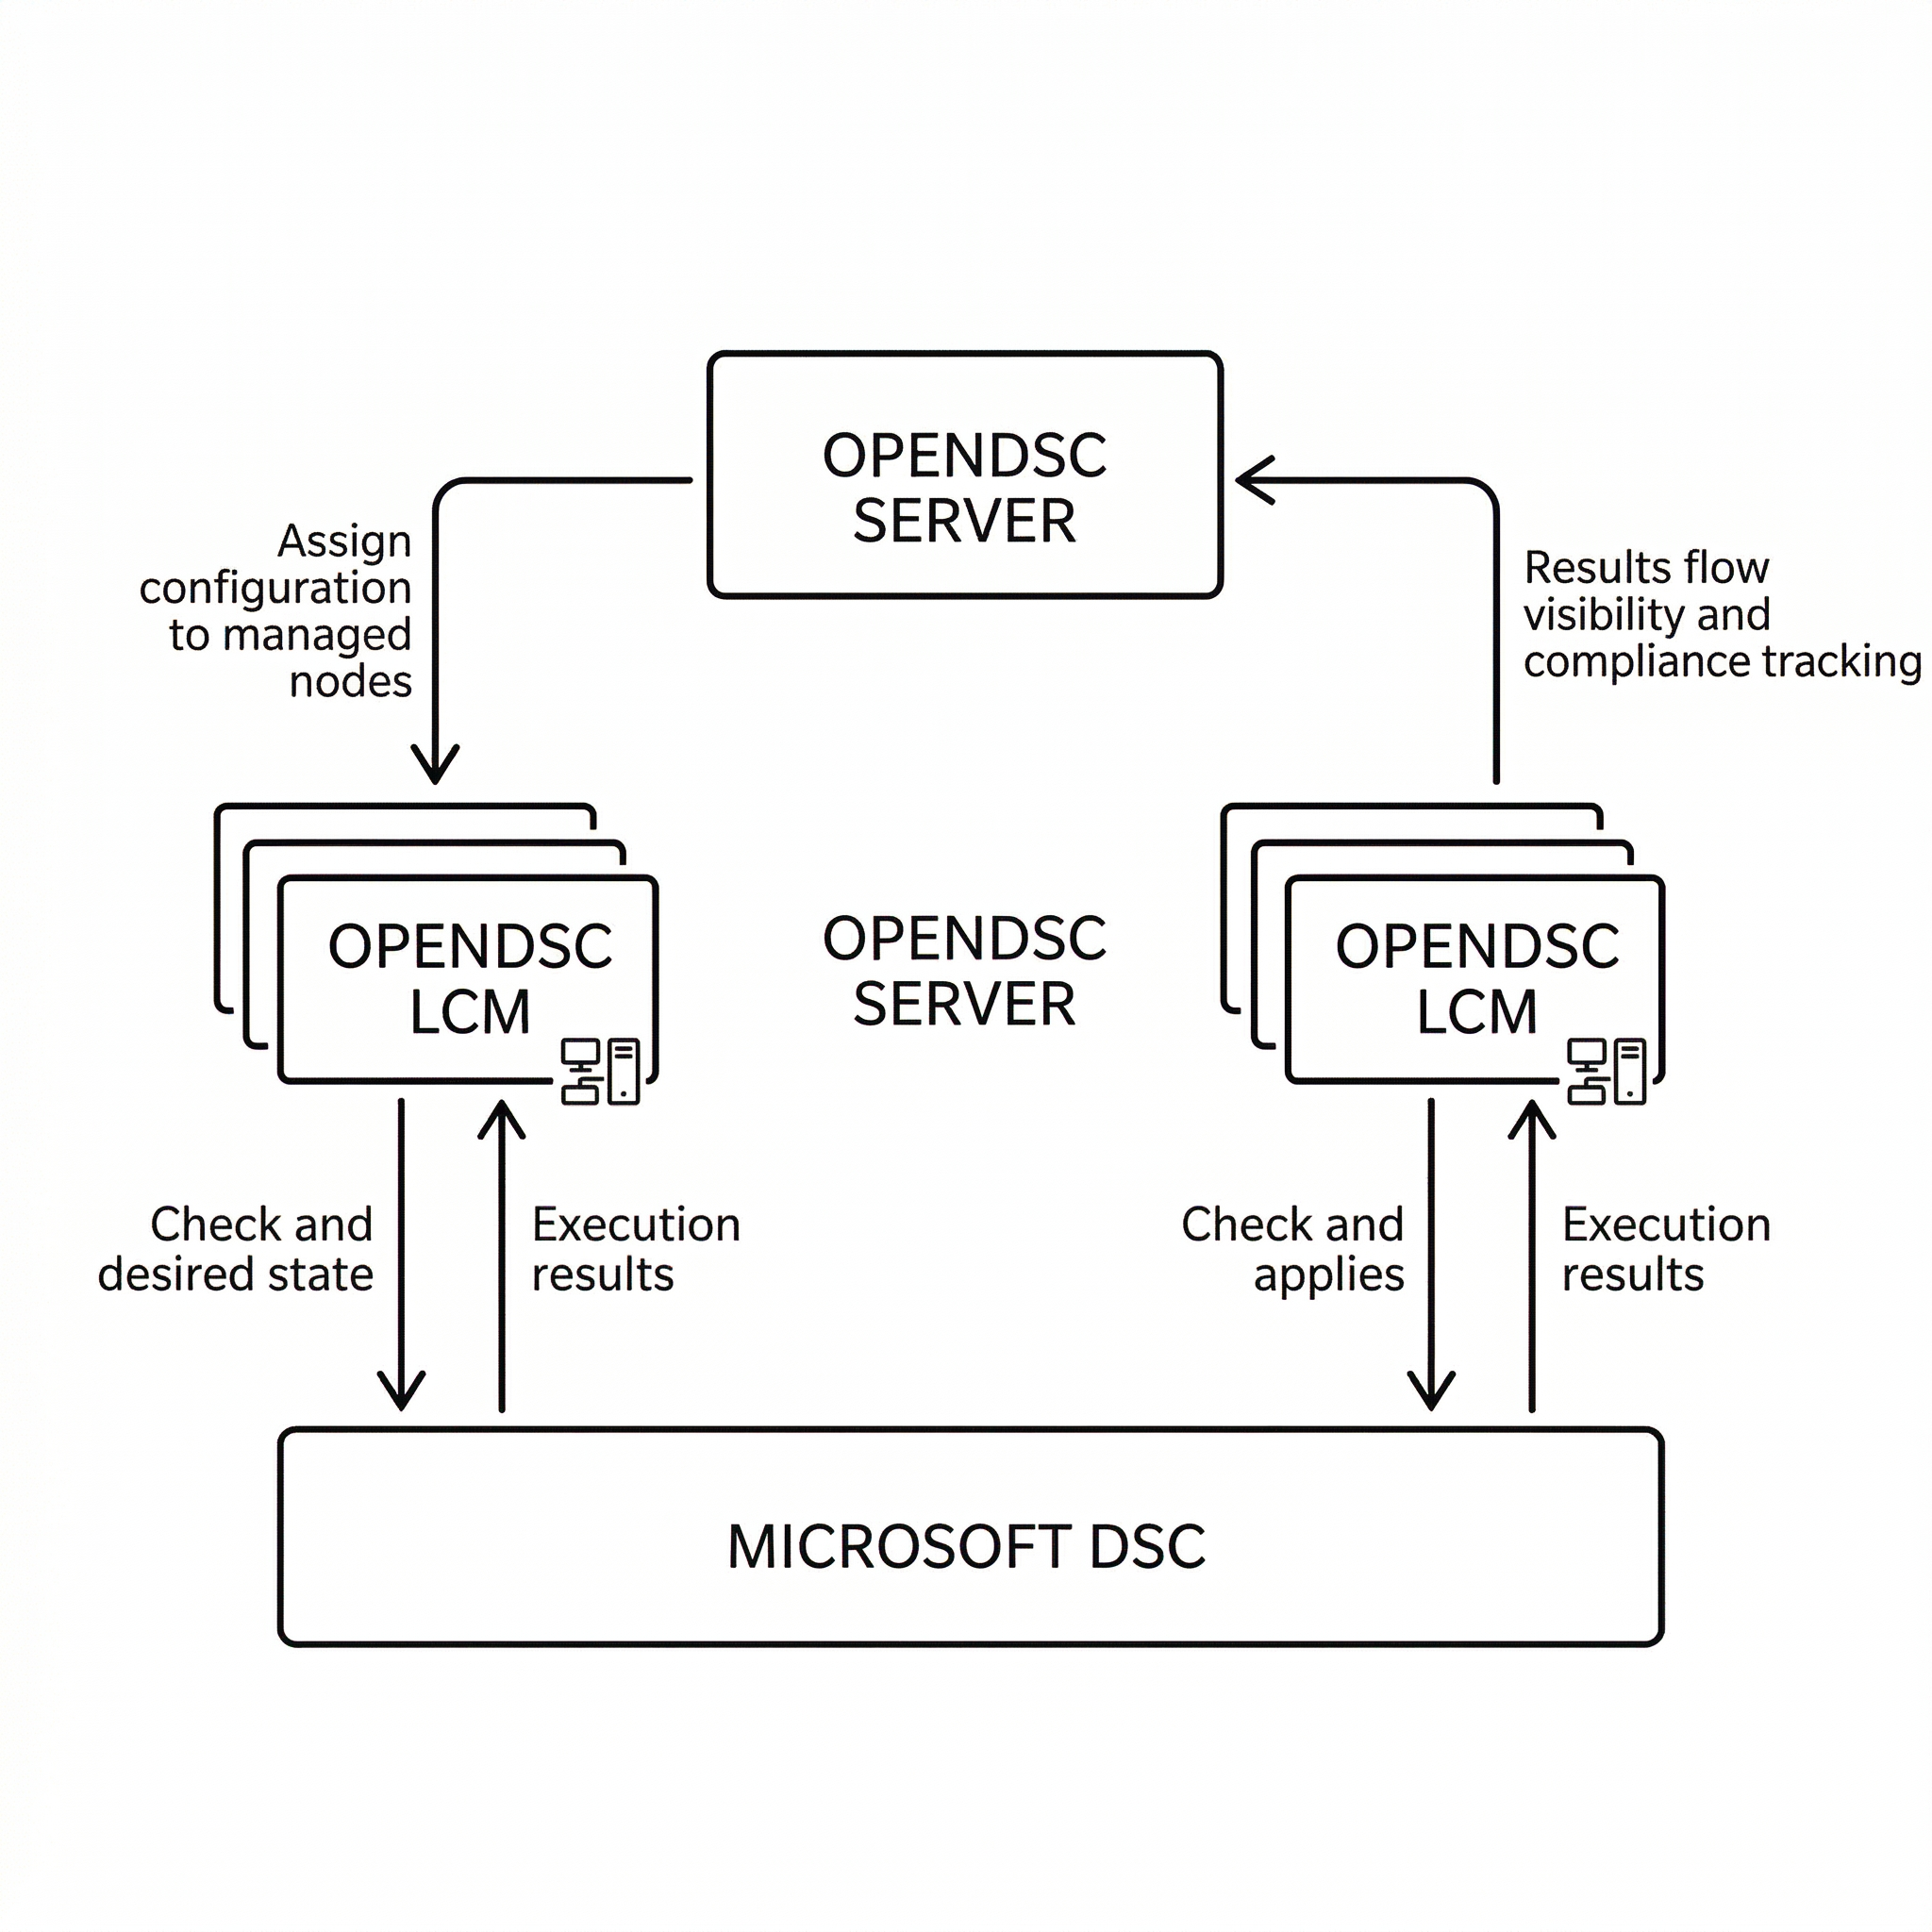 OPENDSC
SERVER
Assign
configuration
to managed
nodes
Results flow
visibility and
compliance tracking
OPENDSC
LCM
OPENDSC
SERVER
OPENDSC
LCM
Check and
desired state
Execution
results
Check and
applies
Execution
results
MICROSOFT DSC